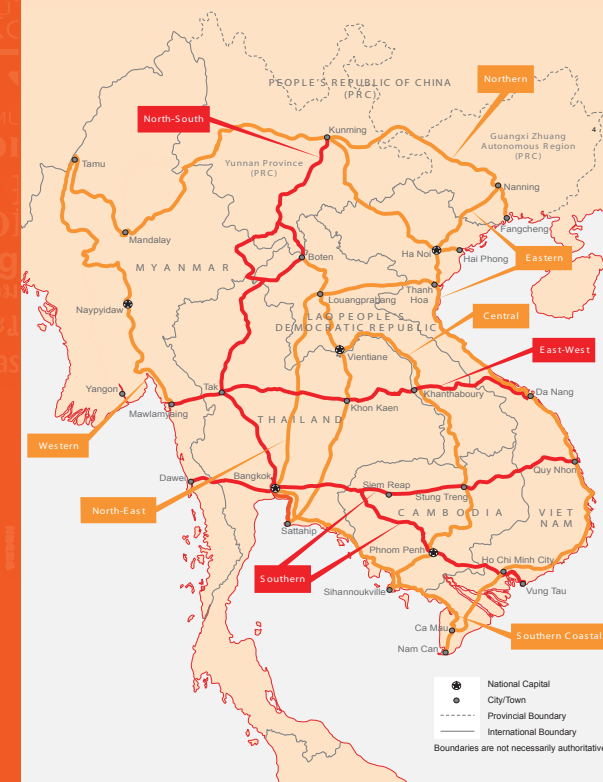 PEOPLE'S REPUBLIC OF CHINA
(PRC)
Northern
North-South
Kunming
Guangxi Zhuang
Autonomous Region
(PRC)
4
Yunnan Province
(PRC)
Tamu
Nanning
Fangcheng
Mandalay
Ha Noi
Hai Phong
Eastern
Boten
MYANMAR
Thanh
Hoa
Louangprabang
Naypyidaw
LAO PEOPLE'S
DEMOCRATIC REPUBLIC
Central
East-West
Vientiane
Yangon
Tak
Khanthaboury
Da Nang
Mawlamyaing
Khon Kaen
THAILAND
Western
Quy Nhon
Dawei
Bangkok
Siem Reap
Stung Treng
North-East
CAMBODIA
VIET
NAM
Sattahip
Phnom Penh
Ho Chi Minh City
Southern
Sihannoukville
Vung Tau
Ca Mau
Southern Coastal
Nam Can
National Capital
City/Town
Provincial Boundary
International Boundary
Boundaries are not necessarily authoritative